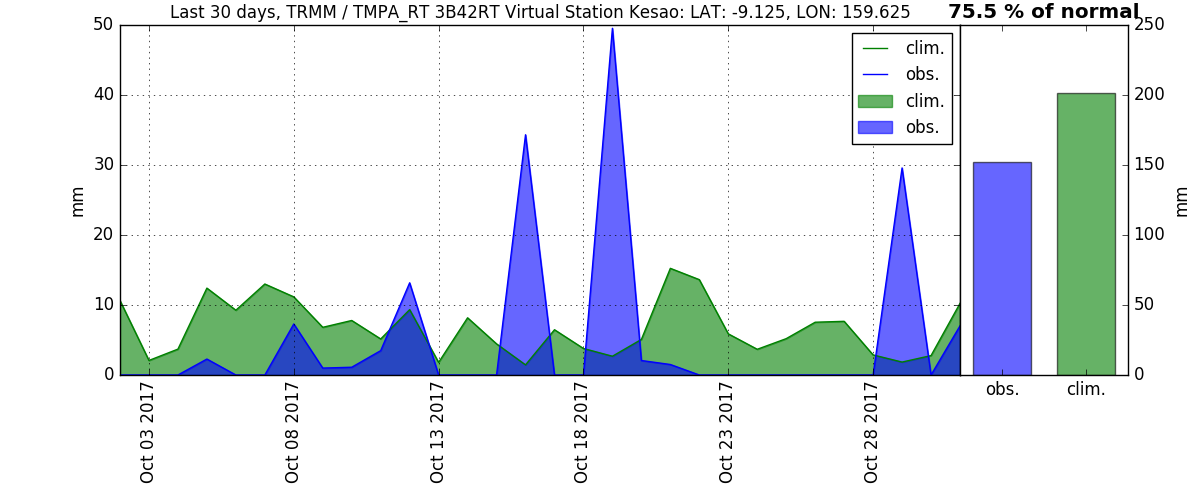 Last 30 days, TRMM / TMPA_RT 3B42RT Virtual Station Kesao: LAT: -9.125, LON: 159.625
75.5 % of normal
50
40
30
20
10
0
mm
clim.
obs.
clim.
obs.
Oct 03 2017
Oct 08 2017
Oct 13 2017
Oct 18 2017
Oct 23 2017
Oct 28 2017
250
200
150
100
50
0
mm
obs.
clim.